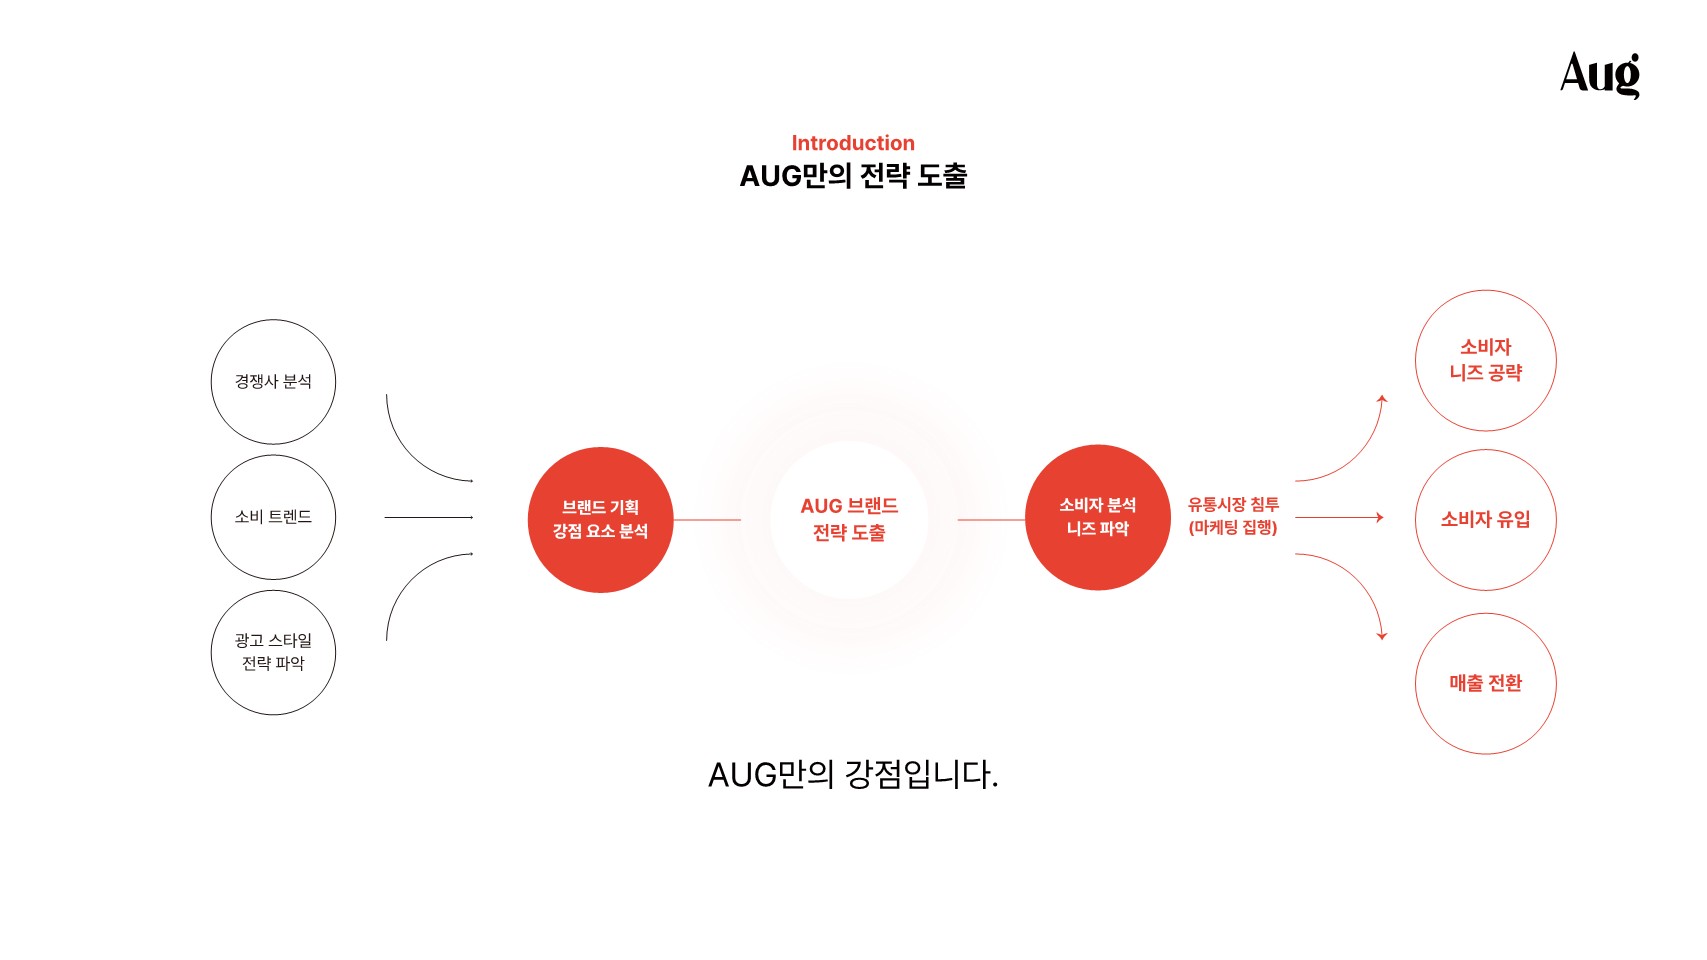 Aug
Introduction
AUG만의 전략 도출
경쟁사 분석
소비 트렌드
광고 스타일
전략 파악
브랜드 기획
강점 요소 분석
AUG 브랜드
전략 도출
소비자 분석
니즈 파악
유통시장 침투
(마케팅 집행)
소비자
니즈 공략
소비자 유입
매출 전환
AUG만의 강점입니다.